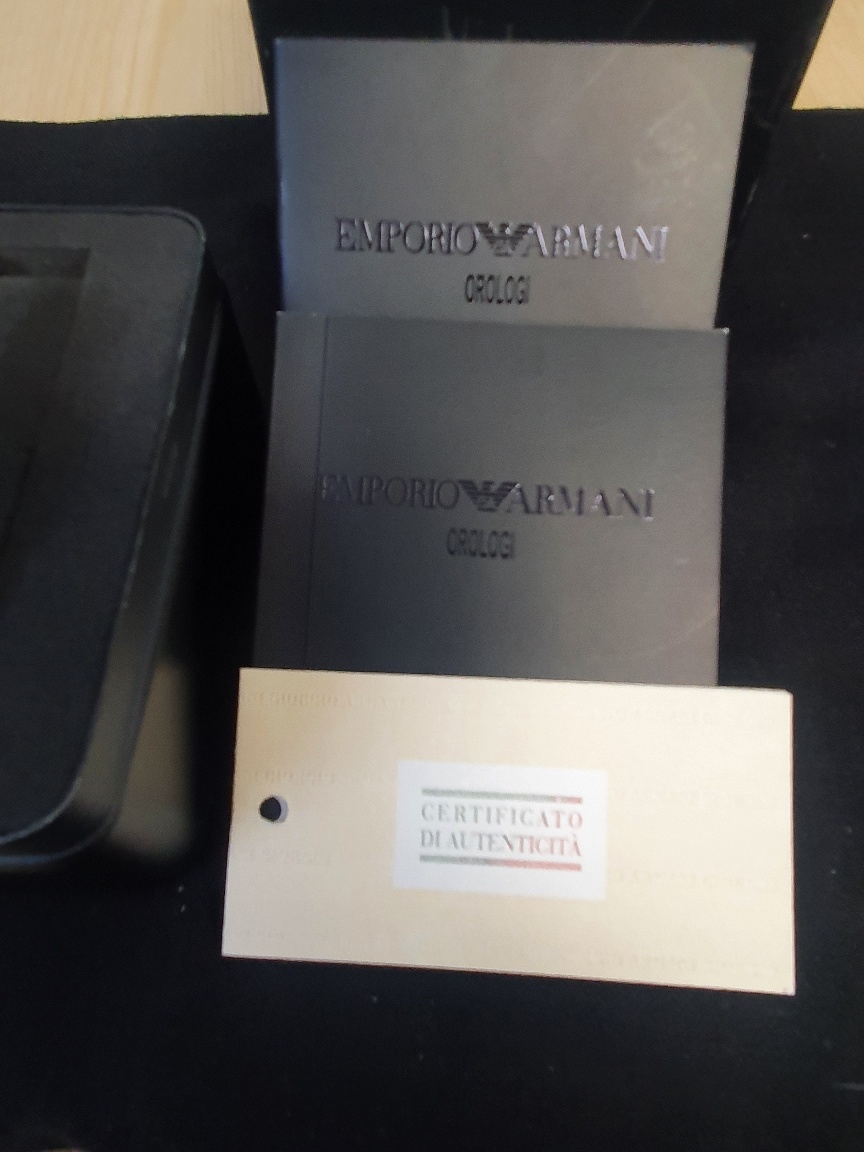 EMPORIO ARMANI
OROLOGI
EMPORIO ARMANI
OROLOGI
CERTIFICATO
DI AUTENTICITÀ